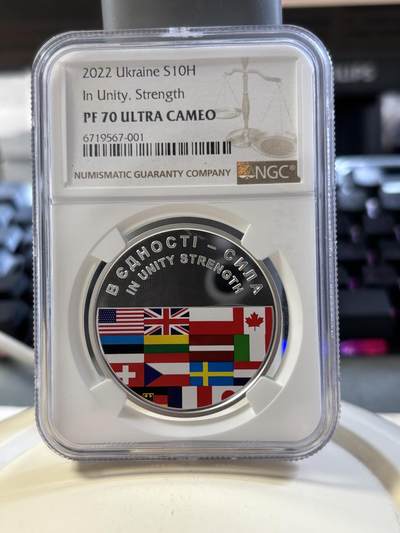 2022 Ukraine S10H
In Unity, Strength
PF 70 ULTRA CAMEO
6719567-001
NUMISMATIC GUARANTY COMPANY
NGC
В ЄДНОСТІ – СИЛА
IN UNITY STRENGTH